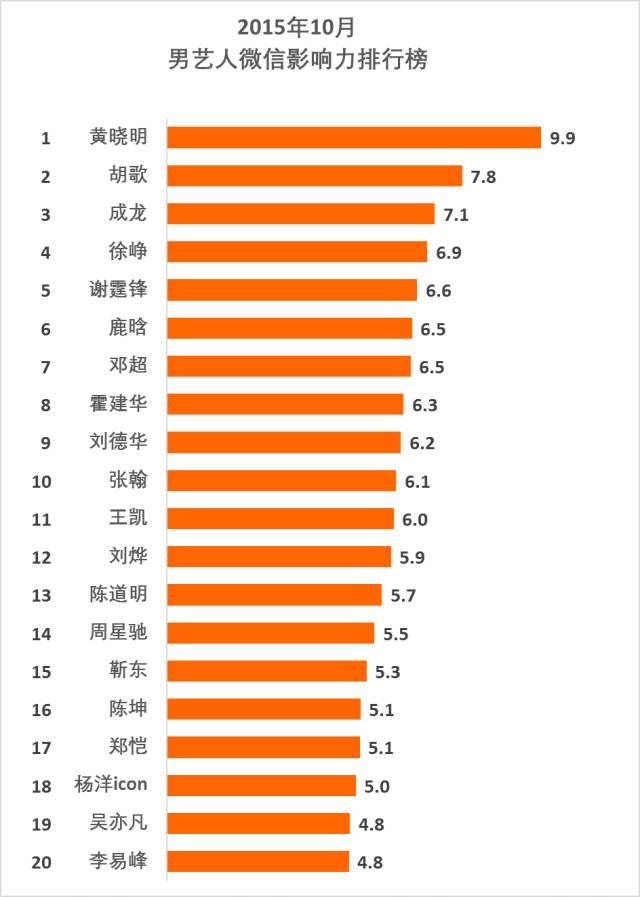 2015年10月
男艺人微信影响力排行榜
1 黄晓明 9.9
2 胡歌 7.8
3 成龙 7.1
4 徐峥 6.9
5 谢霆锋 6.6
6 鹿晗 6.5
7 邓超 6.5
8 霍建华 6.3
9 刘德华 6.2
10 张翰 6.1
11 王凯 6.0
12 刘烨 5.9
13 陈道明 5.7
14 周星驰 5.5
15 靳东 5.3
16 陈坤 5.1
17 郑恺 5.1
18 杨洋icon 5.0
19 吴亦凡 4.8
20 李易峰 4.8